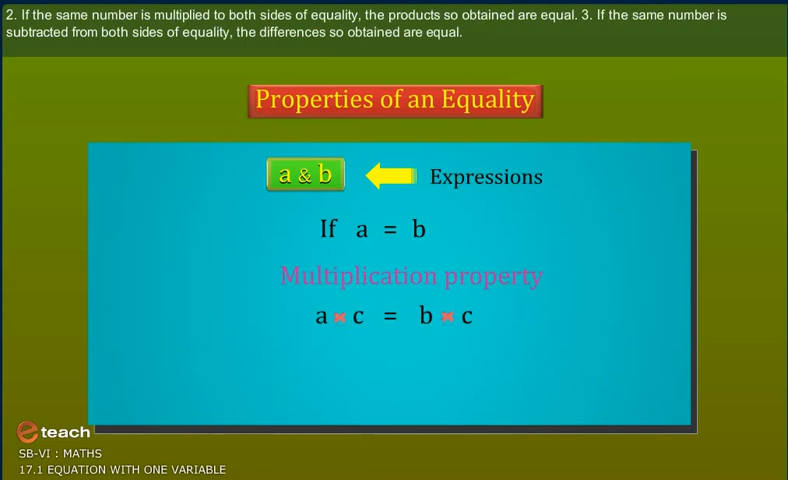 2. If the same number is multiplied to both sides of equality, the products so obtained are equal. 3. If the same number is
subtracted from both sides of equality, the differences so obtained are equal.
Properties of an Equality
a & b Expressions
If a = b
Multiplication property
a × c = b × c
e teach
SB-VI : MATHS
17.1 EQUATION WITH ONE VARIABLE